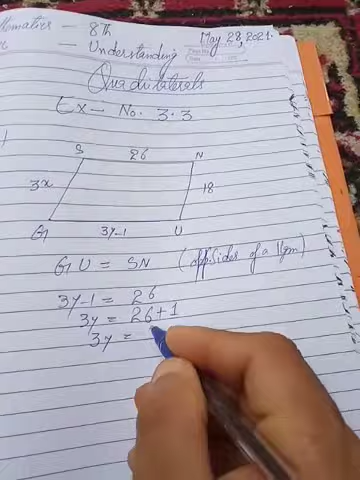 Mathematics — 8th
— Understanding
May 28, 2021.
Quadrilaterals
Ex — No. 3.3
S 26 N
3x 18
G 3y-1 U
GU = SN (opp. sides of a ||gm)
3y-1 = 26
3y = 26+1
3y =